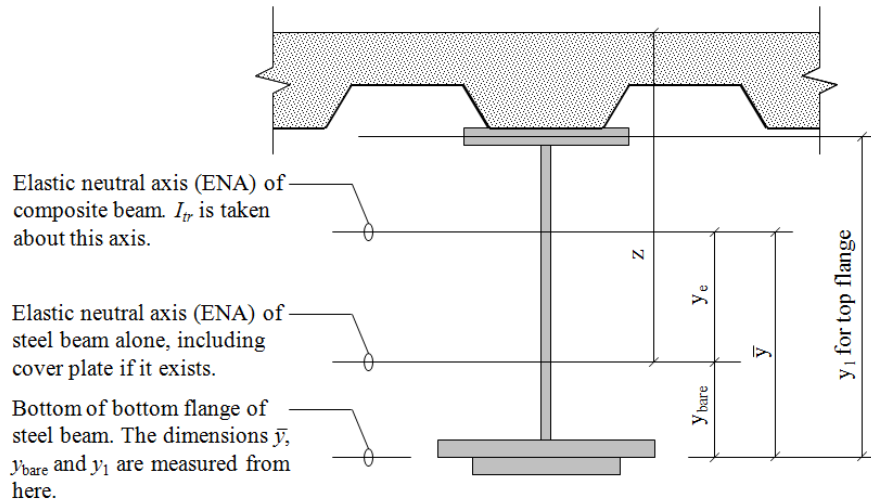 Elastic neutral axis (ENA) of
composite beam. Itr is taken
about this axis.
Elastic neutral axis (ENA) of
steel beam alone, including
cover plate if it exists.
Bottom of bottom flange of
steel beam. The dimensions ȳ,
ybare and y1 are measured from
here.
z
ye
ybare
ȳ
y1 for top flange